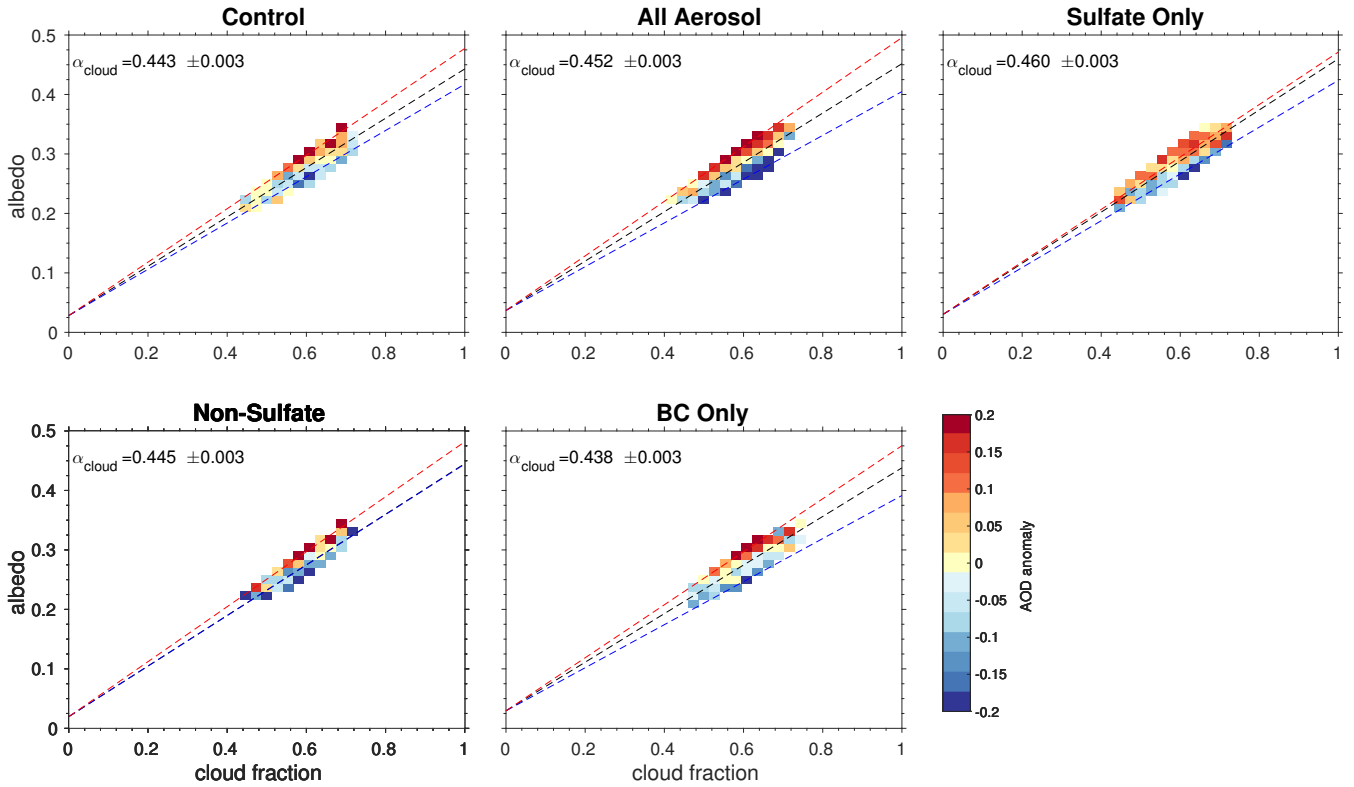 Control
All Aerosol
Sulfate Only
α_cloud =0.443 ±0.003
α_cloud =0.452 ±0.003
α_cloud =0.460 ±0.003
albedo
0.5
0.4
0.3
0.2
0.1
0
0 0.2 0.4 0.6 0.8 1
0 0.2 0.4 0.6 0.8 1
0 0.2 0.4 0.6 0.8 1
Non-Sulfate
BC Only
α_cloud =0.445 ±0.003
α_cloud =0.438 ±0.003
albedo
0.5
0.4
0.3
0.2
0.1
0
0 0.2 0.4 0.6 0.8 1
0 0.2 0.4 0.6 0.8 1
cloud fraction
cloud fraction
0.2
0.15
0.1
0.05
0
-0.05
-0.1
-0.15
-0.2
AOD anomaly